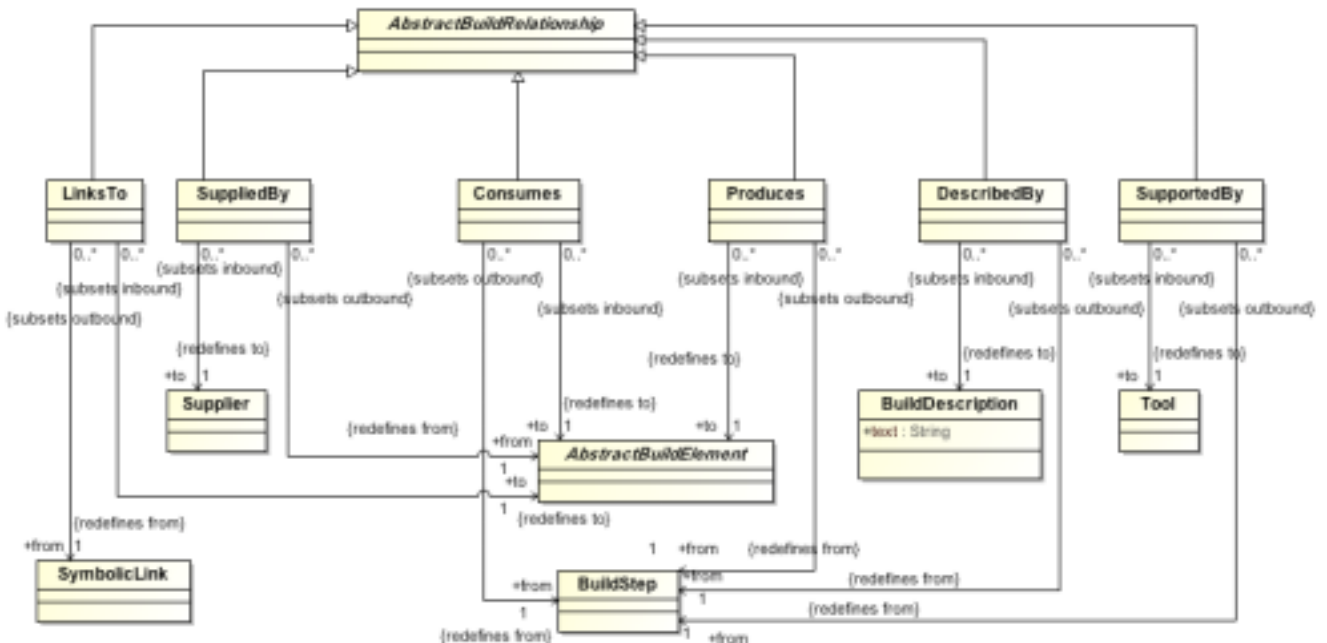 AbstractBuildRelationship
LinksTo
SuppliedBy
Consumes
Produces
DescribedBy
SupportedBy
0..* 0..* 0..* 0..* 0..* 0..* 0..* 0..* 0..* 0..*
{subsets inbound} {subsets outbound} {subsets inbound} {subsets inbound} {subsets inbound}
{subsets inbound} {subsets outbound} {subsets inbound} {subsets outbound} {subsets outbound} {subsets outbound}
{subsets outbound}
{redefines to} {redefines to} {redefines to} {redefines to}
+to 1 +to 1 +to 1
Supplier
BuildDescription
+text : String
Tool
{redefines to}
{redefines from} +to 1 +to 1
+from
1
AbstractBuildElement
+to
1
{redefines to}
{redefines from}
+from 1
SymbolicLink
1 +from {redefines from}
+from {redefines from}
1
BuildStep
+from
1
{redefines from}
{redefines from}
1 +from